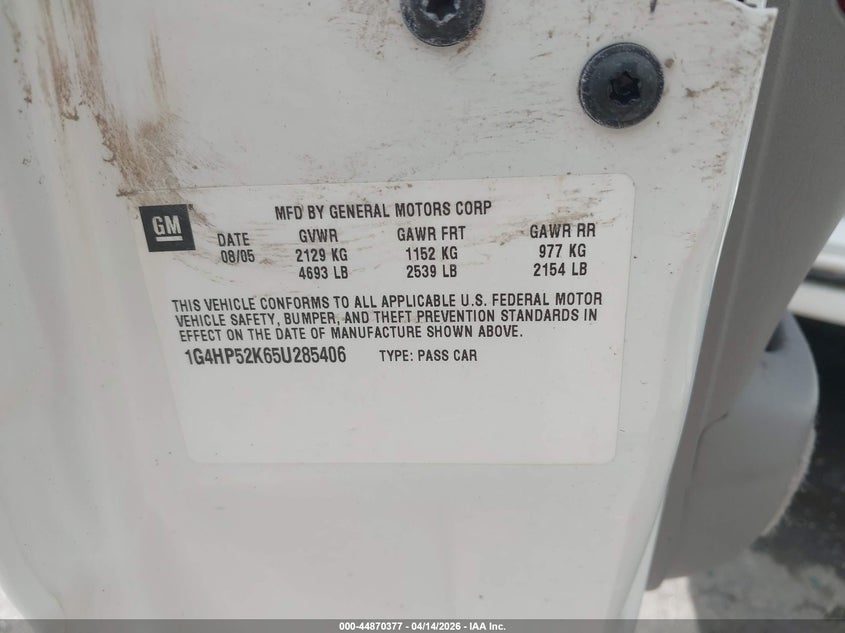 MFD BY GENERAL MOTORS CORP
GM
DATE GVWR GAWR FRT GAWR RR
08/05 2129 KG 1152 KG 977 KG
4693 LB 2539 LB 2154 LB
THIS VEHICLE CONFORMS TO ALL APPLICABLE U.S. FEDERAL MOTOR
VEHICLE SAFETY, BUMPER, AND THEFT PREVENTION STANDARDS IN
EFFECT ON THE DATE OF MANUFACTURE SHOWN ABOVE.
1G4HP52K65U285406 TYPE: PASS CAR
000-44870377 - 04/14/2026 - IAA Inc.